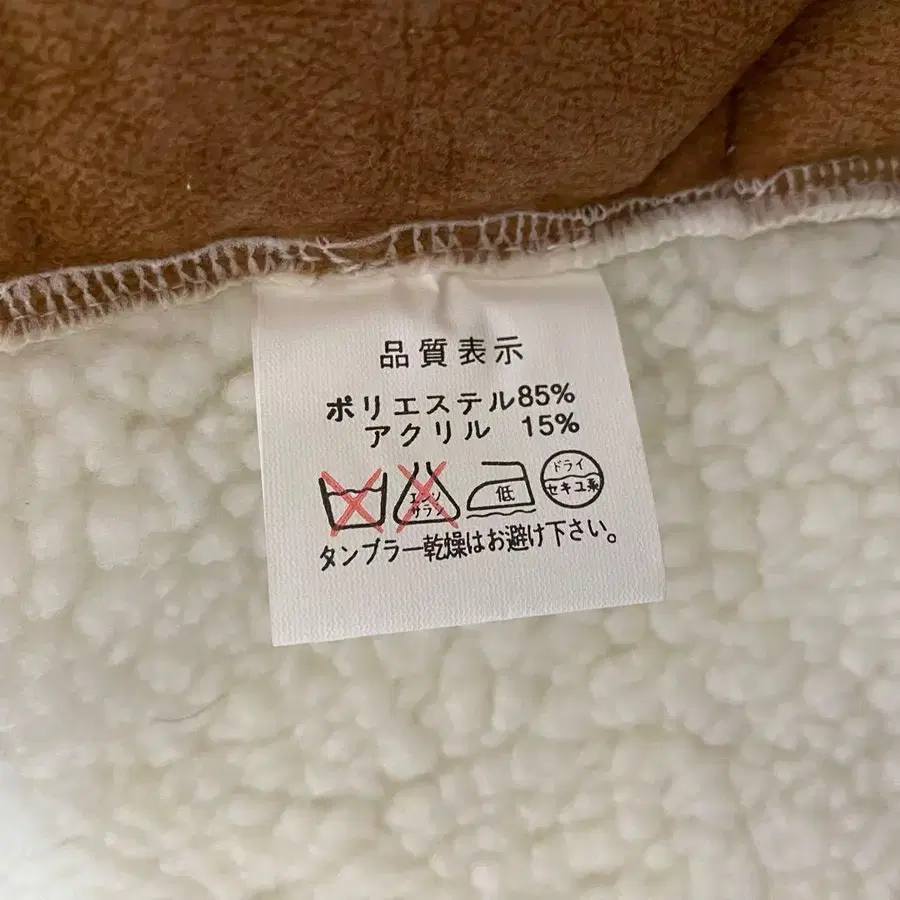 品質表示
ポリエステル85%
アクリル 15%
エンソ
サラシ
低
ドライ
セキユ系
タンブラー乾燥はお避け下さい。